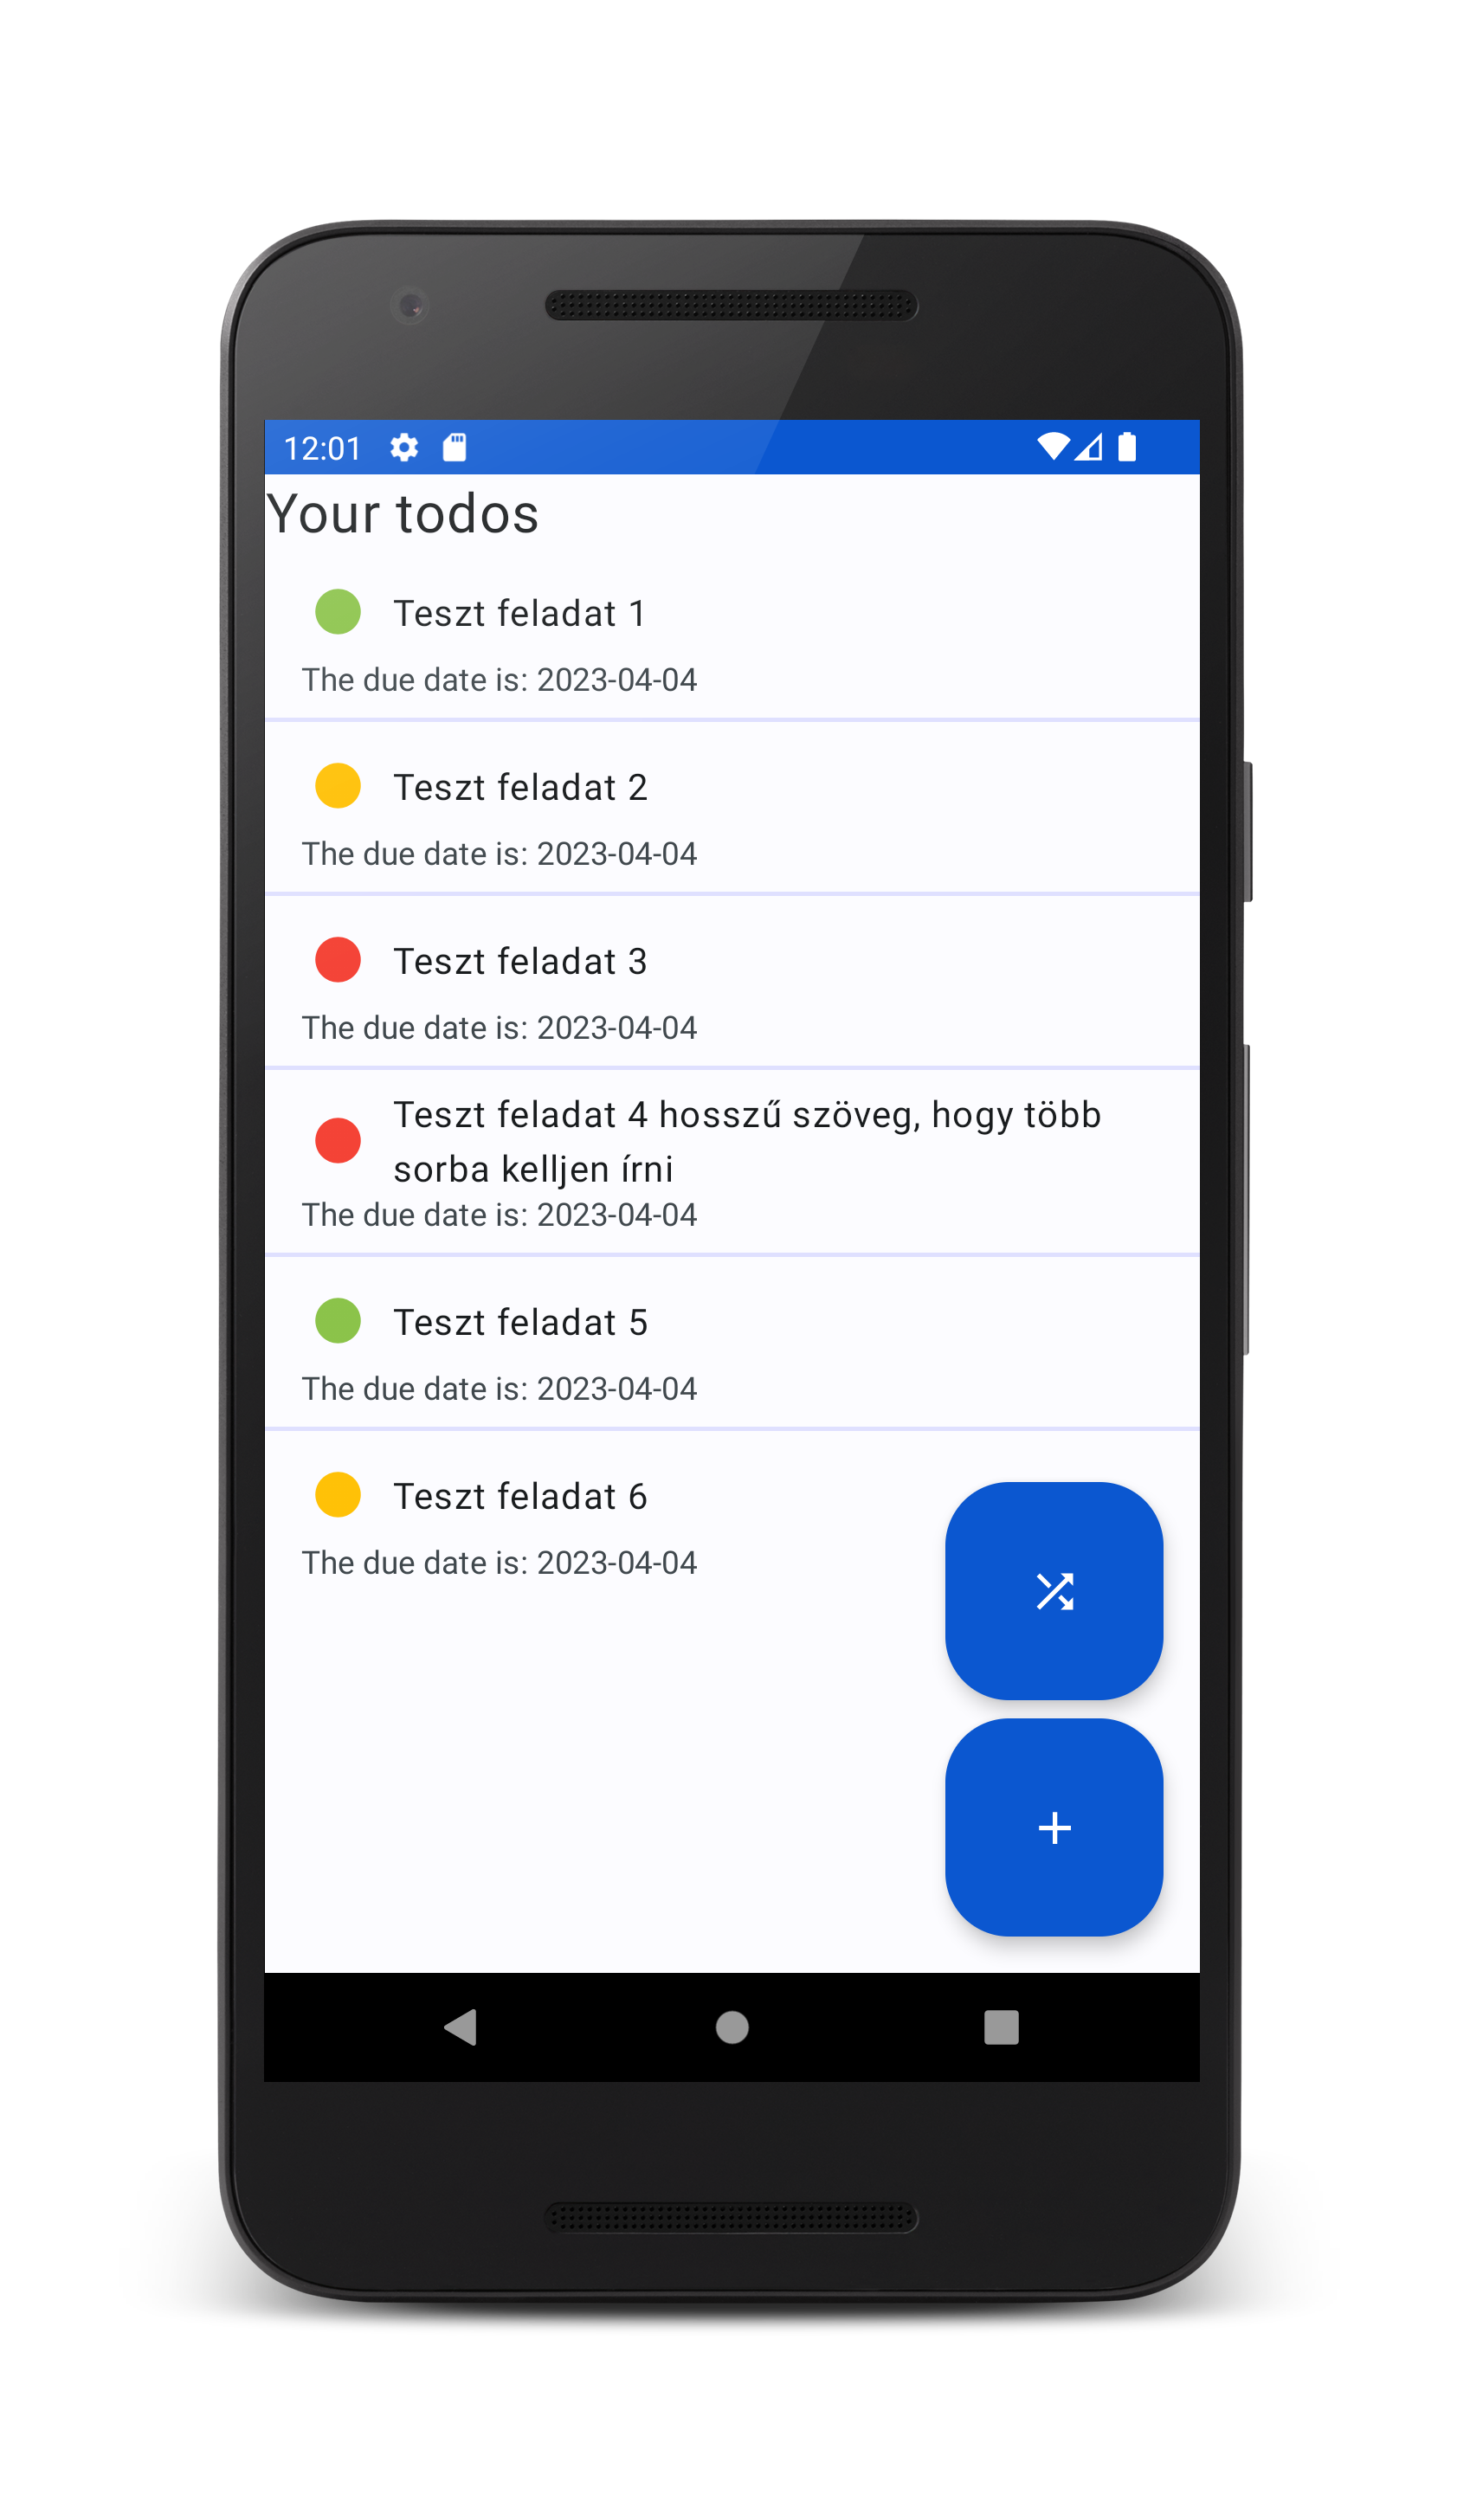 12:01
Your todos
Teszt feladat 1
The due date is: 2023-04-04
Teszt feladat 2
The due date is: 2023-04-04
Teszt feladat 3
The due date is: 2023-04-04
Teszt feladat 4 hosszű szöveg, hogy több
sorba kelljen írni
The due date is: 2023-04-04
Teszt feladat 5
The due date is: 2023-04-04
Teszt feladat 6
The due date is: 2023-04-04